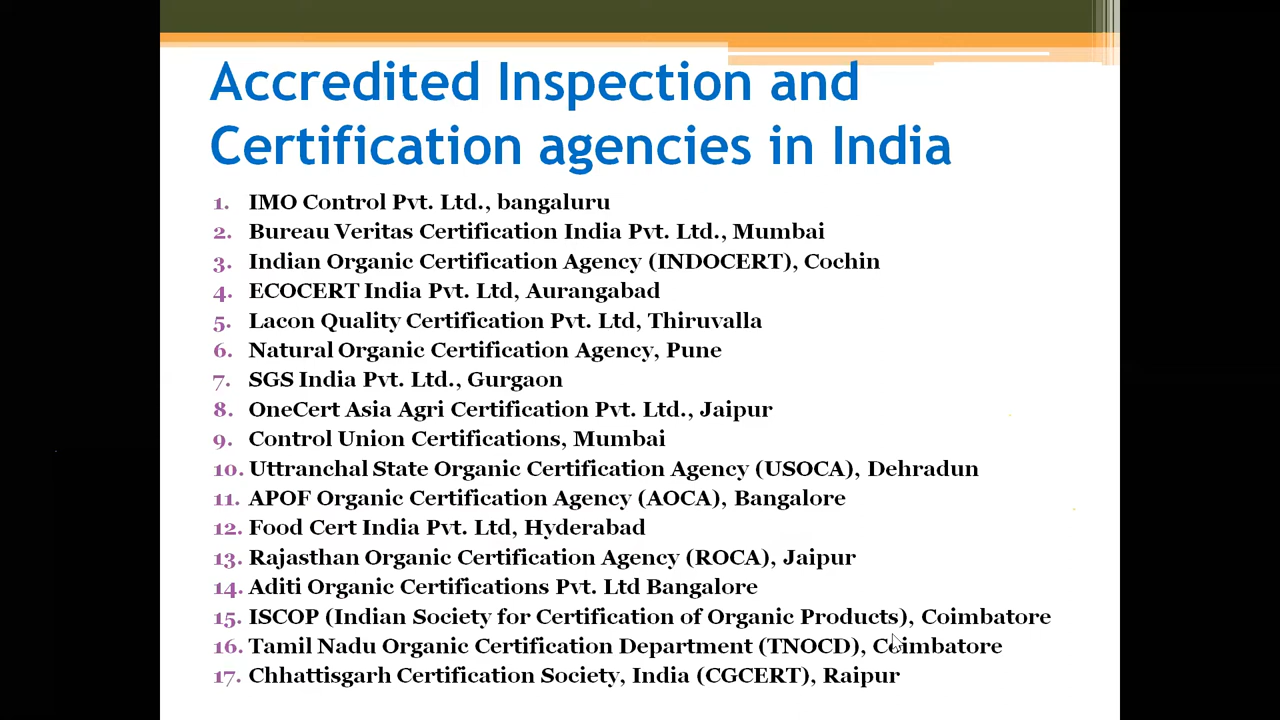 Accredited Inspection and
Certification agencies in India
1. IMO Control Pvt. Ltd., bangaluru
2. Bureau Veritas Certification India Pvt. Ltd., Mumbai
3. Indian Organic Certification Agency (INDOCERT), Cochin
4. ECOCERT India Pvt. Ltd, Aurangabad
5. Lacon Quality Certification Pvt. Ltd, Thiruvalla
6. Natural Organic Certification Agency, Pune
7. SGS India Pvt. Ltd., Gurgaon
8. OneCert Asia Agri Certification Pvt. Ltd., Jaipur
9. Control Union Certifications, Mumbai
10. Uttranchal State Organic Certification Agency (USOCA), Dehradun
11. APOF Organic Certification Agency (AOCA), Bangalore
12. Food Cert India Pvt. Ltd, Hyderabad
13. Rajasthan Organic Certification Agency (ROCA), Jaipur
14. Aditi Organic Certifications Pvt. Ltd Bangalore
15. ISCOP (Indian Society for Certification of Organic Products), Coimbatore
16. Tamil Nadu Organic Certification Department (TNOCD), Coimbatore
17. Chhattisgarh Certification Society, India (CGCERT), Raipur